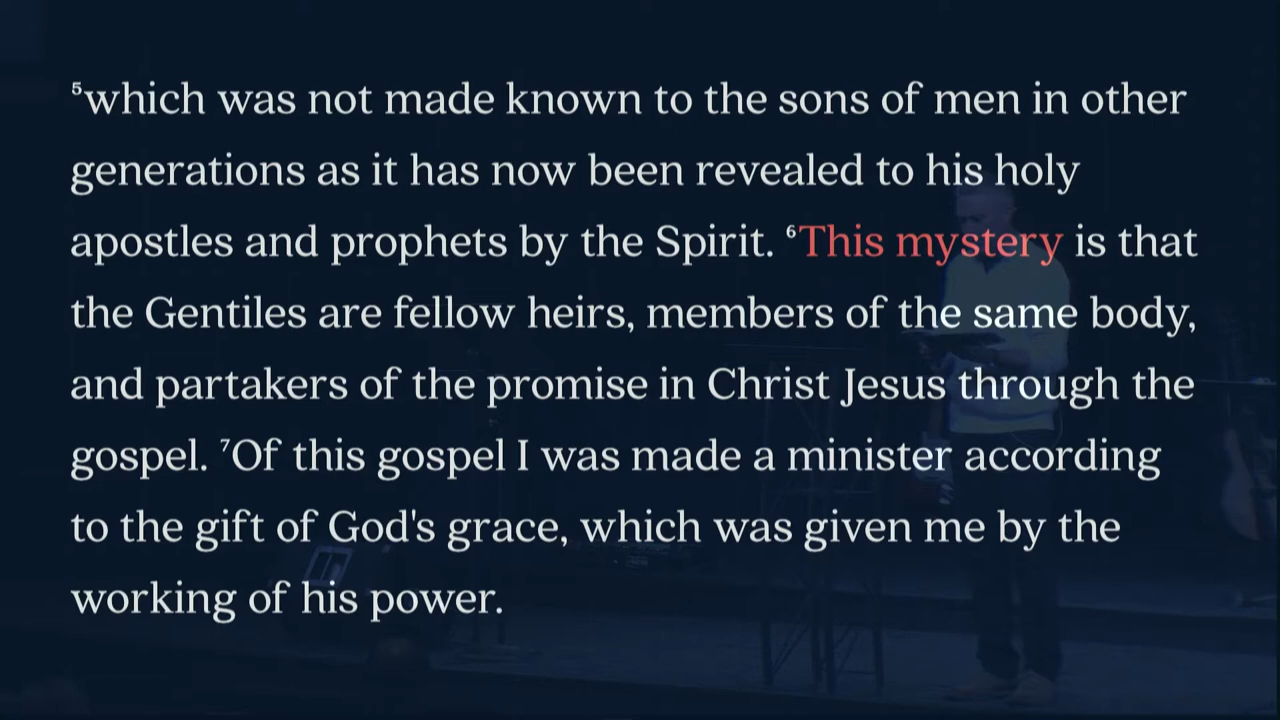 ⁵which was not made known to the sons of men in other
generations as it has now been revealed to his holy
apostles and prophets by the Spirit. ⁶This mystery is that
the Gentiles are fellow heirs, members of the same body,
and partakers of the promise in Christ Jesus through the
gospel. ⁷Of this gospel I was made a minister according
to the gift of God's grace, which was given me by the
working of his power.